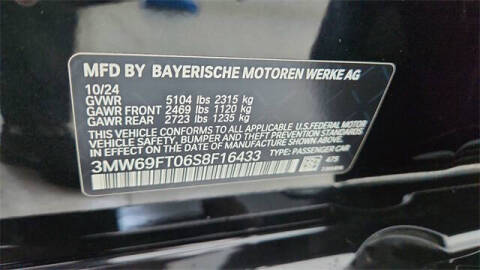 MFD BY BAYERISCHE MOTOREN WERKE AG
10/24
GVWR 5104 lbs 2315 kg
GAWR FRONT 2469 lbs 1120 kg
GAWR REAR 2723 lbs 1235 kg
THIS VEHICLE CONFORMS TO ALL APPLICABLE U.S. FEDERAL MOTOR
VEHICLE SAFETY, BUMPER AND THEFT PREVENTION STANDARDS
IN EFFECT ON THE DATE OF MANUFACTURE SHOWN ABOVE.
3MW69FT06S8F16433 TYPE: PASSENGER CAR
475